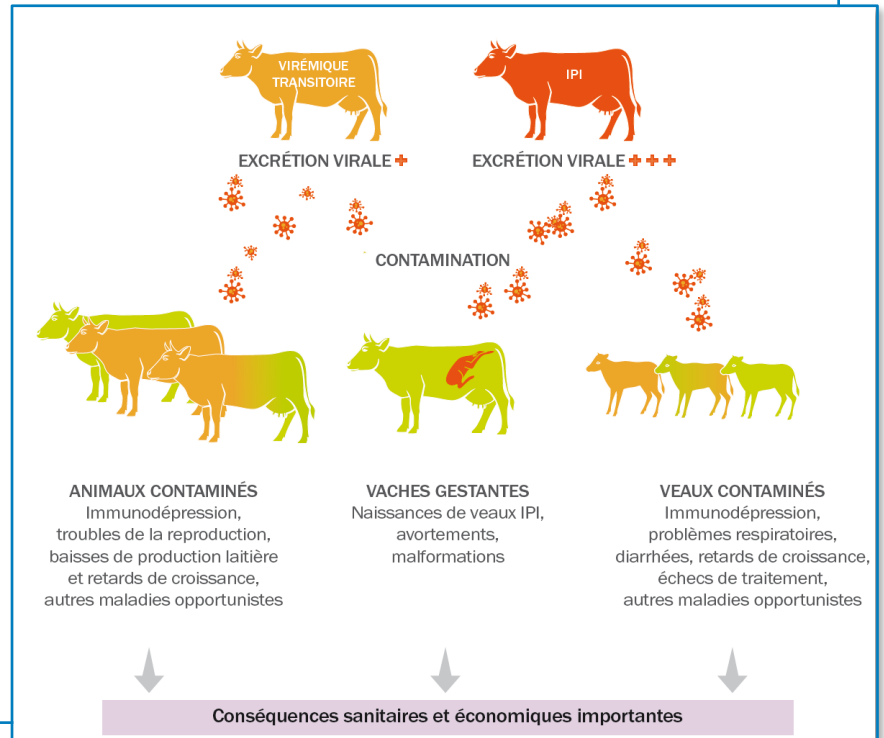 VIRÉMIQUE
TRANSITOIRE
IPI
EXCRÉTION VIRALE +
EXCRÉTION VIRALE + + +
CONTAMINATION
ANIMAUX CONTAMINÉS
Immunodépression,
troubles de la reproduction,
baisses de production laitière
et retards de croissance,
autres maladies opportunistes
VACHES GESTANTES
Naissances de veaux IPI,
avortements,
malformations
VEAUX CONTAMINÉS
Immunodépression,
problèmes respiratoires,
diarrhées, retards de croissance,
échecs de traitement,
autres maladies opportunistes
Conséquences sanitaires et économiques importantes